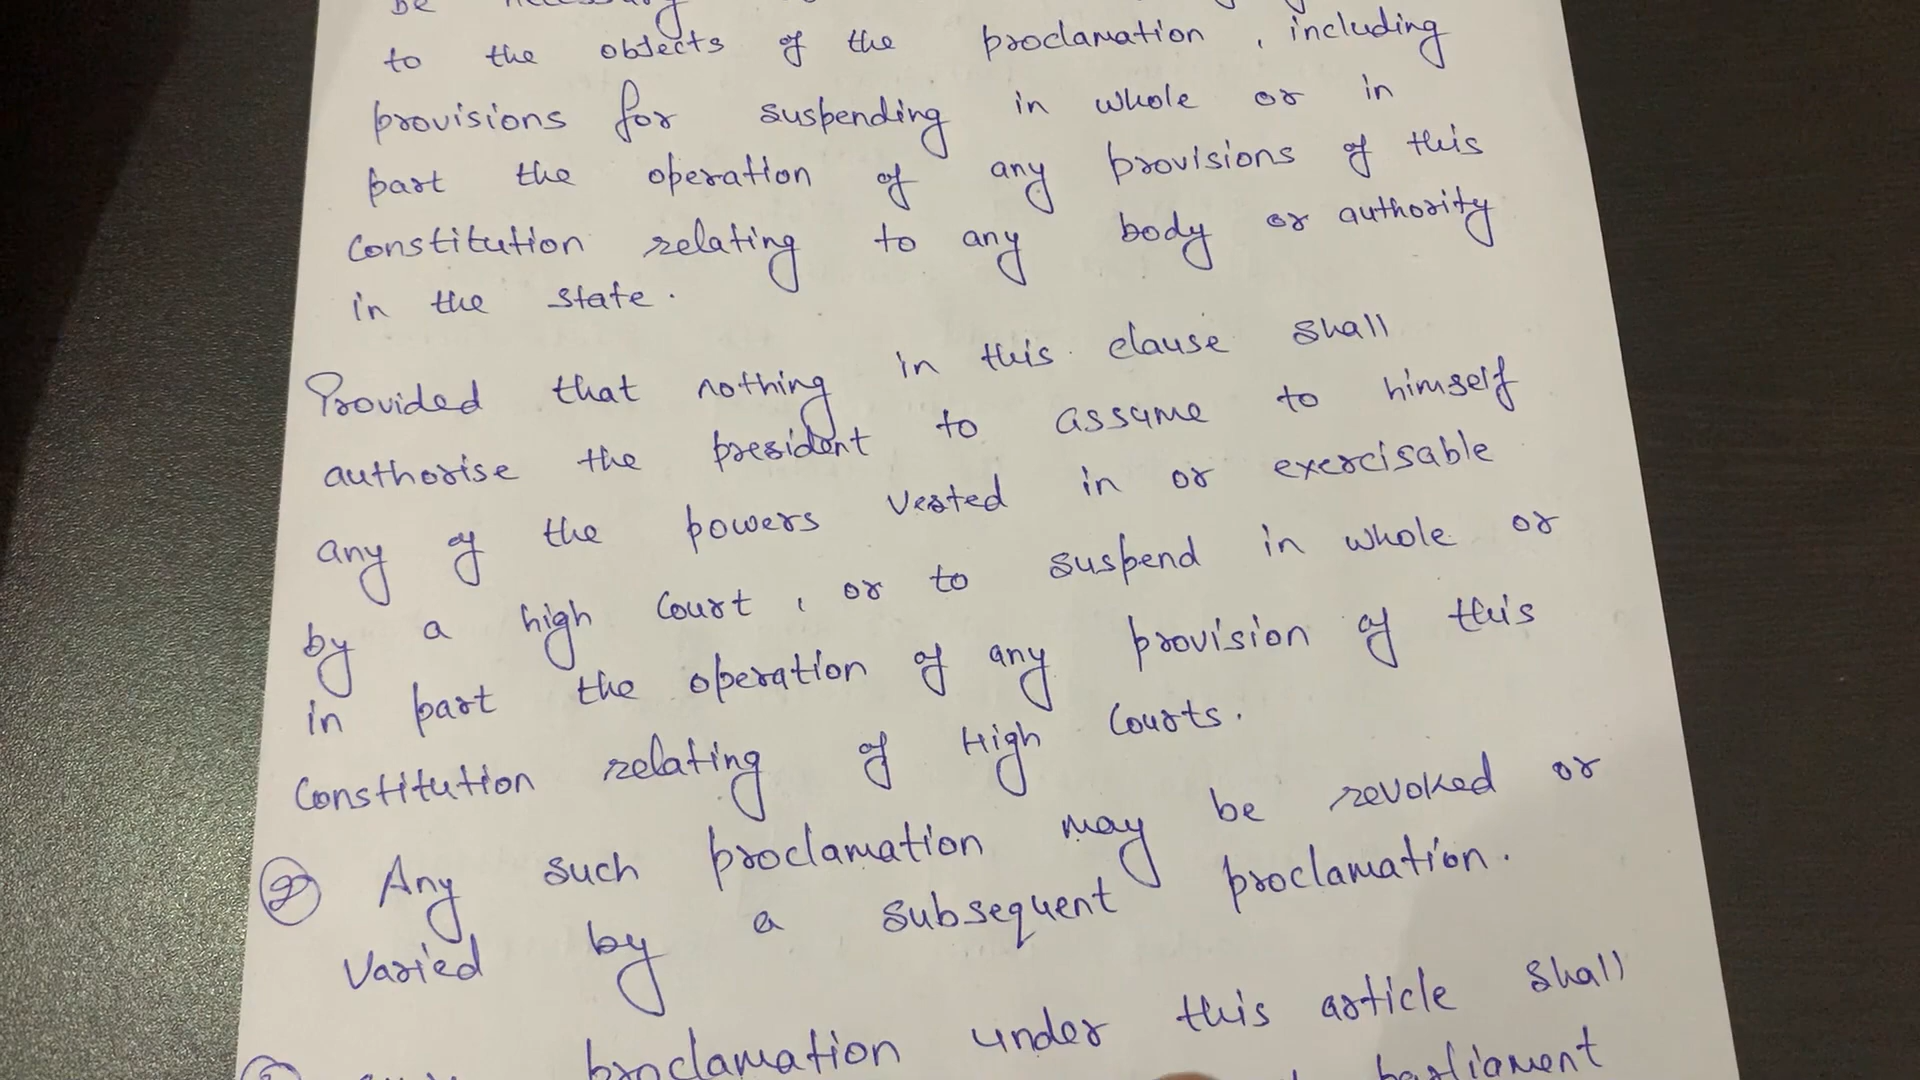 be necessary
to the objects of the proclamation, including
provisions for suspending in whole or in
part the operation of any provisions of this
Constitution relating to any body or authority
in the state.
Provided that nothing in this clause shall
authorise the president to assume to himself
any of the powers vested in or exercisable
by a high Court, or to suspend in whole or
in part the operation of any provision of this
Constitution relating of High Courts.
② Any such proclamation may be revoked or
varied by a subsequent proclamation.
proclamation under this article shall
parliament